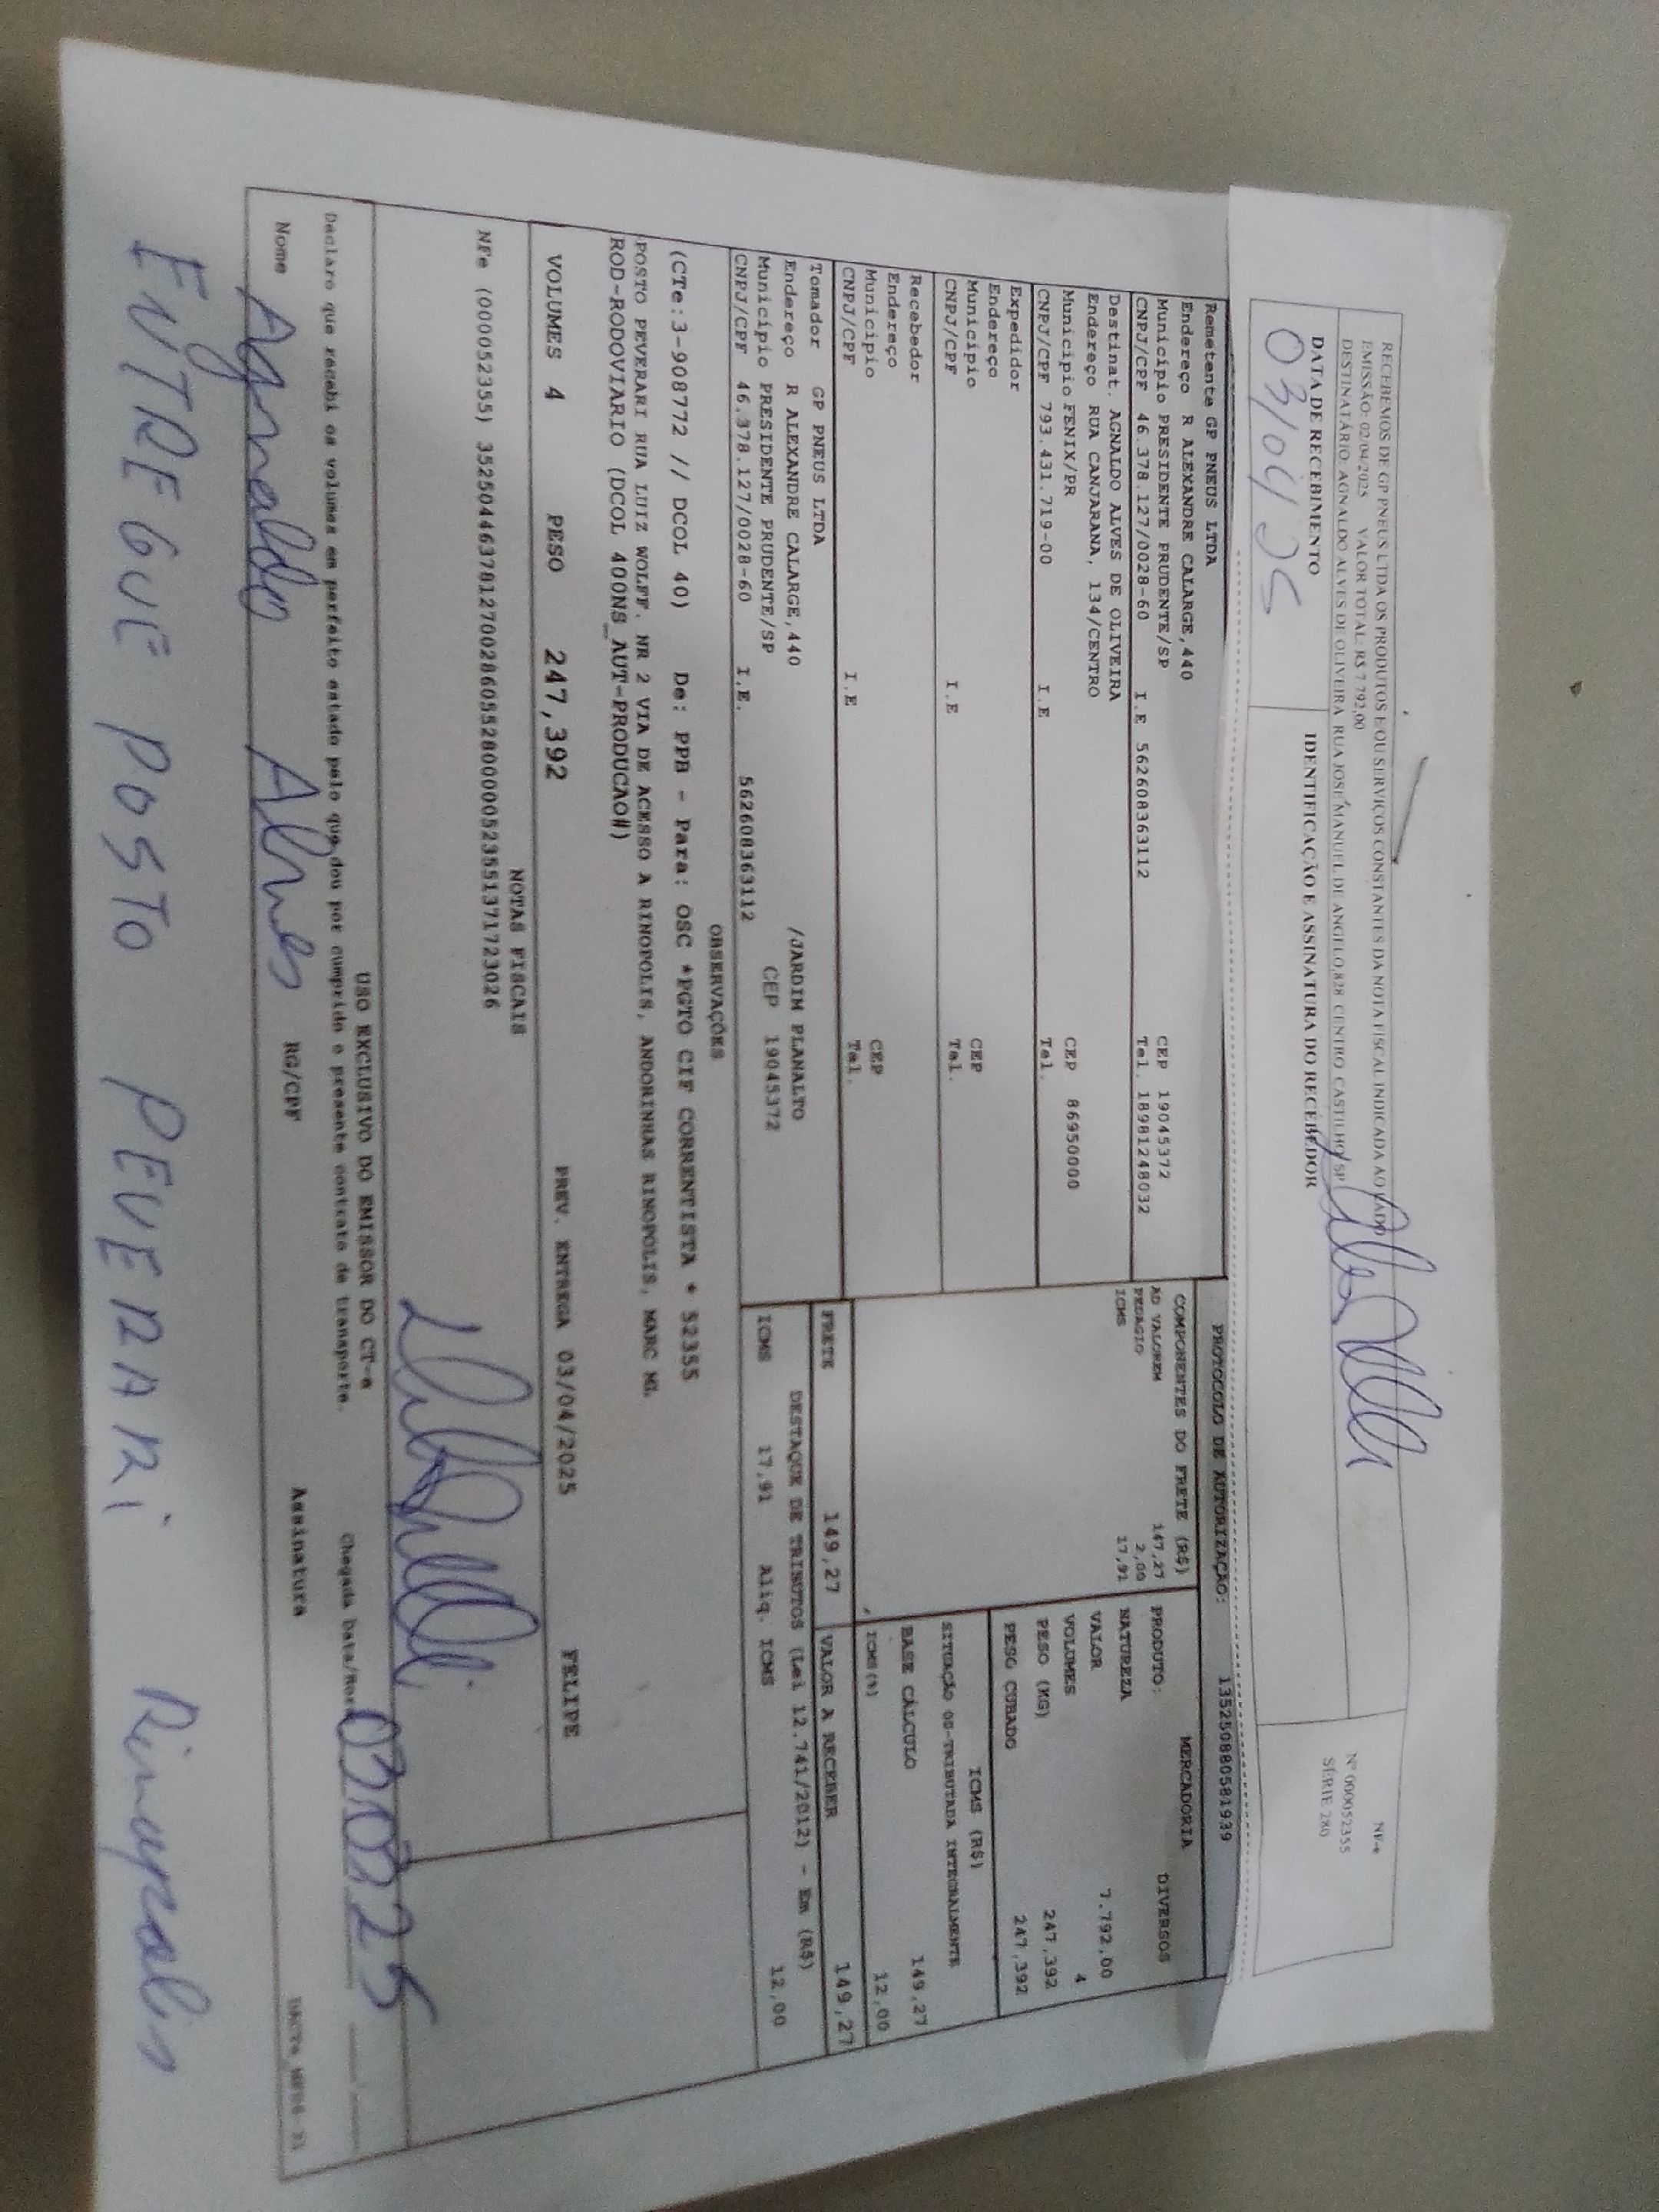 RECEBEMOS DE GP PNEUS LTDA OS PRODUTOS E/OU SERVIÇOS CONSTANTES DA NOTA FISCAL INDICADA AO LADO
EMISSÃO: 02/04/2025 VALOR TOTAL: R$ 7.792,00
DESTINATÁRIO: AGNALDO ALVES DE OLIVEIRA RUA JOSE MANUEL DE ANGELO,828 CENTRO CASTILHO/SP
NF-e
Nº 000052355
SÉRIE 280
DATA DE RECEBIMENTO
IDENTIFICAÇÃO E ASSINATURA DO RECEBEDOR
03/04/25
PROTOCOLO DE AUTORIZAÇÃO: 135250880581939
Remetente GP PNEUS LTDA
Endereço R ALEXANDRE CALARGE,440
Município PRESIDENTE PRUDENTE/SP CEP 19045372
CNPJ/CPF 46.378.127/0028-60 I.E 562608363112 Tel. 18981248032
Destinat. AGNALDO ALVES DE OLIVEIRA
Endereço RUA CANJARANA, 134/CENTRO
Município FENIX/PR CEP 86950000
CNPJ/CPF 793.431.719-00 I.E Tel.
Expedidor
Endereço
Município CEP
CNPJ/CPF I.E Tel.
Recebedor
Endereço
Município CEP
CNPJ/CPF I.E Tel.
COMPONENTES DO FRETE (R$)
AD VALOREM 147,27
PEDAGIO 2,00
ICMS 17,91
MERCADORIA
PRODUTO: DIVERSOS
NATUREZA
VALOR 7.792,00
VOLUMES 4
PESO (KG) 247,392
PESO CUBADO 247,392
ICMS (R$)
SITUAÇÃO 00-TRIBUTADA INTEGRALMENTE
BASE CÁLCULO 149,27
ICMS(%) 12,00
Tomador GP PNEUS LTDA
Endereço R ALEXANDRE CALARGE,440 /JARDIM PLANALTO
Município PRESIDENTE PRUDENTE/SP CEP 19045372
CNPJ/CPF 46.378.127/0028-60 I.E. 562608363112
FRETE 149,27 VALOR A RECEBER 149,27
DESTAQUE DE TRIBUTOS (Lei 12.741/2012) - Em (R$)
ICMS 17,91 Aliq. ICMS 12,00
OBSERVAÇÕES
(CTe:3-908772 // DCOL 40) De: PPB - Para: OSC *PGTO CIF CORRENTISTA * 52355
POSTO PEVERARI RUA LUIZ WOLFF. NR 2 VIA DE ACESSO A RINOPOLIS, ANDORINHAS RINOPOLIS, MARC ML
ROD-RODOVIARIO (DCOL 400NS_AUT-PRODUCAO#)
VOLUMES 4 PESO 247,392 PREV. ENTREGA 03/04/2025 FELIPE
NOTAS FISCAIS
NFe (000052355) 35250446378127002860552800000523551371723026
USO EXCLUSIVO DO EMISSOR DO CT-e
Declaro que recebi os volumes em perfeito estado pelo que dou por cumprido o presente contrato de transporte.
Chegada Data/Hora
Nome Agnaldo Alves RG/CPF Assinatura
ENTREGUE POSTO PEVERARI Rinopolis